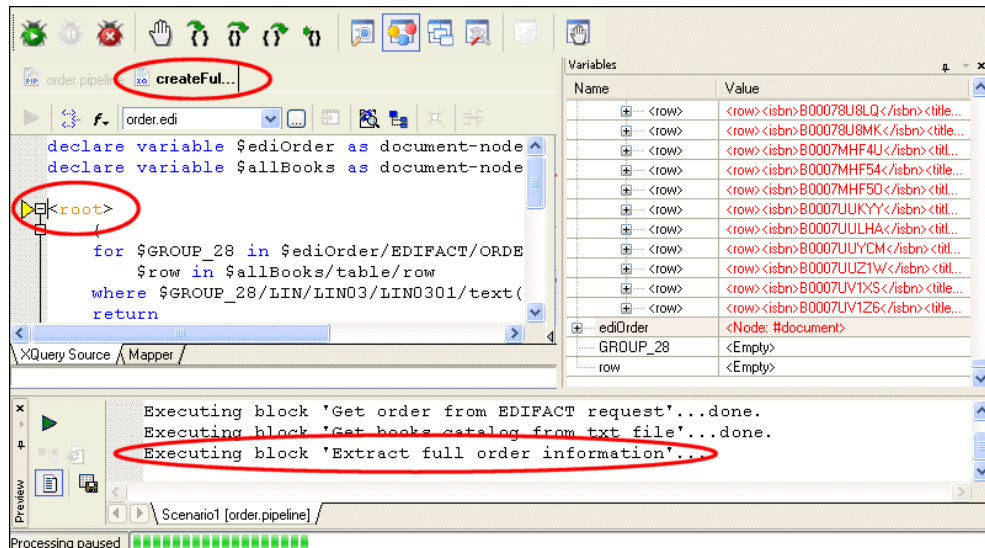 order.pipeline
createFul...
order.edi
declare variable $ediOrder as document-node
declare variable $allBooks as document-node
<root>
{
for $GROUP_28 in $ediOrder/EDIFACT/ORDE
$row in $allBooks/table/row
where $GROUP_28/LIN/LIN03/LIN0301/text(
return
XQuery Source
Mapper
Variables
Name Value
<row> <row><isbn>B00078U8LQ</isbn><title...
<row> <row><isbn>B00078U8MK</isbn><title...
<row> <row><isbn>B0007MHF4U</isbn><titl...
<row> <row><isbn>B0007MHF54</isbn><titl...
<row> <row><isbn>B0007MHF5O</isbn><titl...
<row> <row><isbn>B0007UUKYY</isbn><titl...
<row> <row><isbn>B0007UULHA</isbn><titl...
<row> <row><isbn>B0007UUYCM</isbn><titl...
<row> <row><isbn>B0007UUZ1W</isbn><titl...
<row> <row><isbn>B0007UV1XS</isbn><title...
<row> <row><isbn>B0007UV1Z6</isbn><title...
ediOrder <Node: #document>
GROUP_28 <Empty>
row <Empty>
Executing block 'Get order from EDIFACT request'...done.
Executing block 'Get books catalog from txt file'...done.
Executing block 'Extract full order information'...
Preview
Scenario1 [order.pipeline]
Processing paused